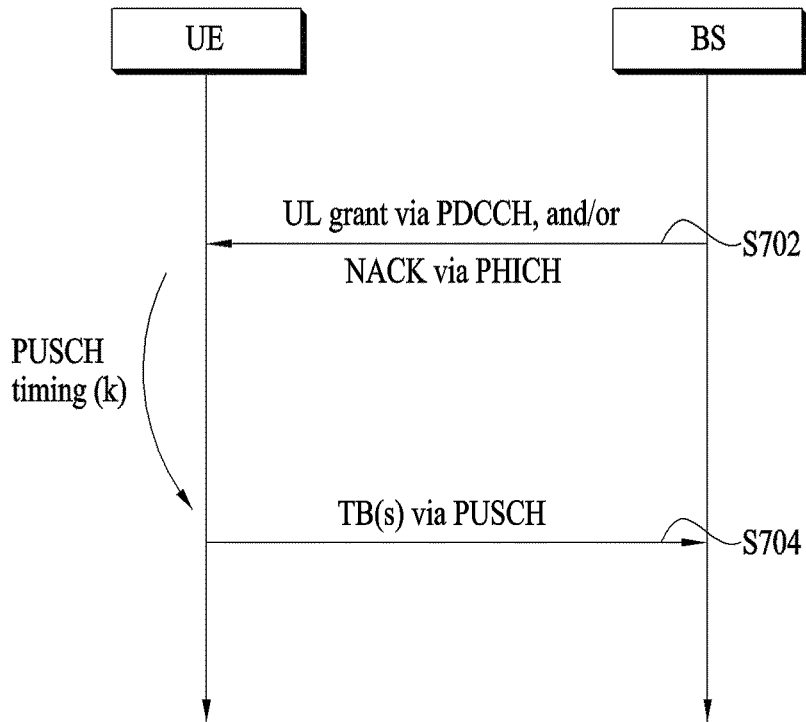 UE
BS
UL grant via PDCCH, and/or
S702
NACK via PHICH
PUSCH
timing (k)
TB(s) via PUSCH
S704